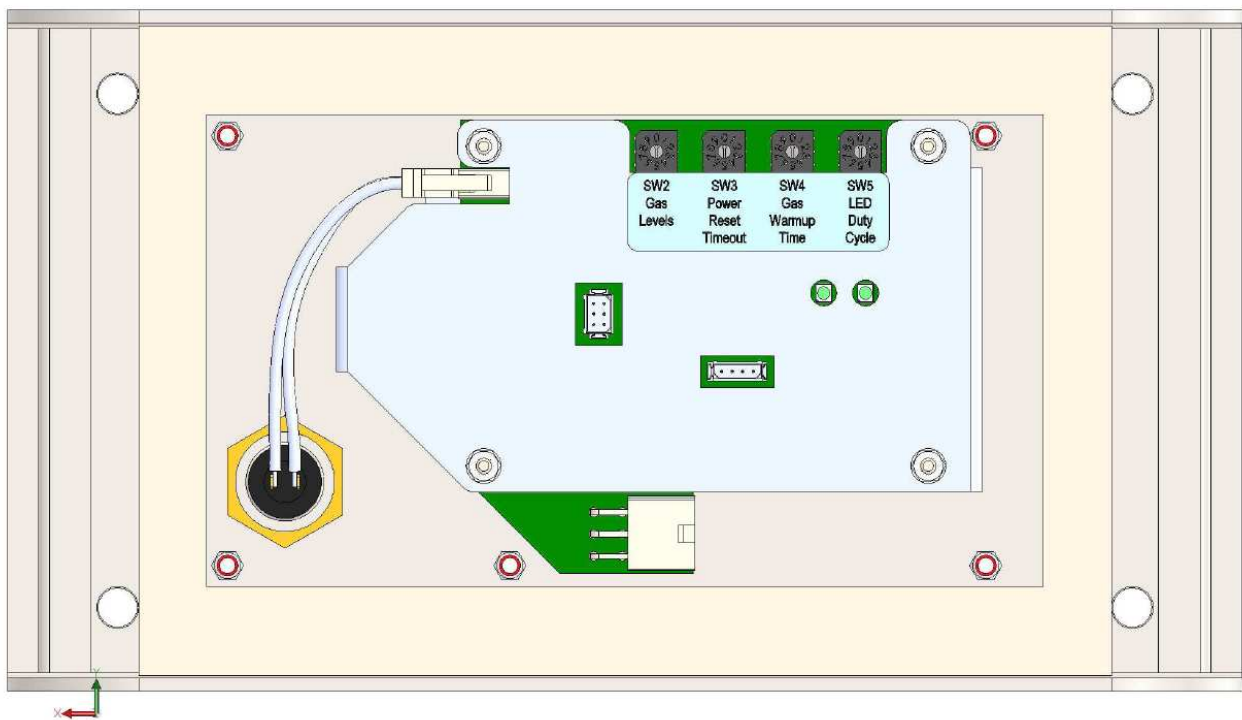 SW2
Gas
Levels
SW3
Power
Reset
Timeout
SW4
Gas
Warmup
Time
SW5
LED
Duty
Cycle
Y
X